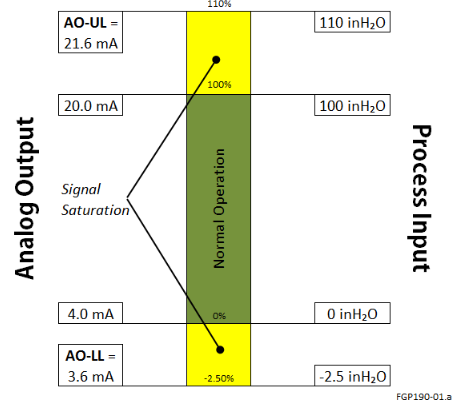 110%
AO-UL =
21.6 mA
110 inH₂O
100%
20.0 mA
100 inH₂O
Analog Output
Signal
Saturation
Normal Operation
Process Input
0%
4.0 mA
0 inH₂O
AO-LL =
3.6 mA
-2.50%
-2.5 inH₂O
FGP190-01.a